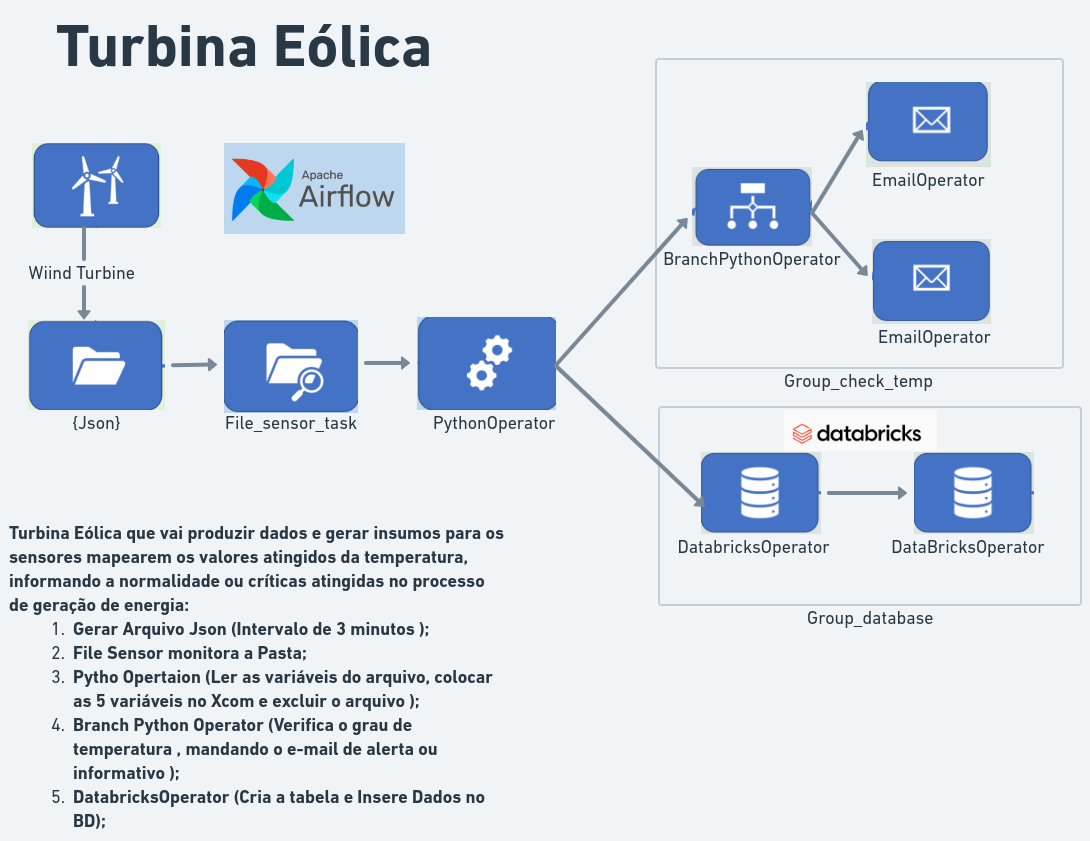 Turbina Eólica
Apache
Airflow
EmailOperator
BranchPythonOperator
Wiind Turbine
EmailOperator
Group_check_temp
{Json}
File_sensor_task
PythonOperator
databricks
DatabricksOperator
DataBricksOperator
Group_database
Turbina Eólica que vai produzir dados e gerar insumos para os
sensores mapearem os valores atingidos da temperatura,
informando a normalidade ou críticas atingidas no processo
de geração de energia:
1. Gerar Arquivo Json (Intervalo de 3 minutos );
2. File Sensor monitora a Pasta;
3. Pytho Opertaion (Ler as variáveis do arquivo, colocar
as 5 variáveis no Xcom e excluir o arquivo );
4. Branch Python Operator (Verifica o grau de
temperatura , mandando o e-mail de alerta ou
informativo );
5. DatabricksOperator (Cria a tabela e Insere Dados no
BD);